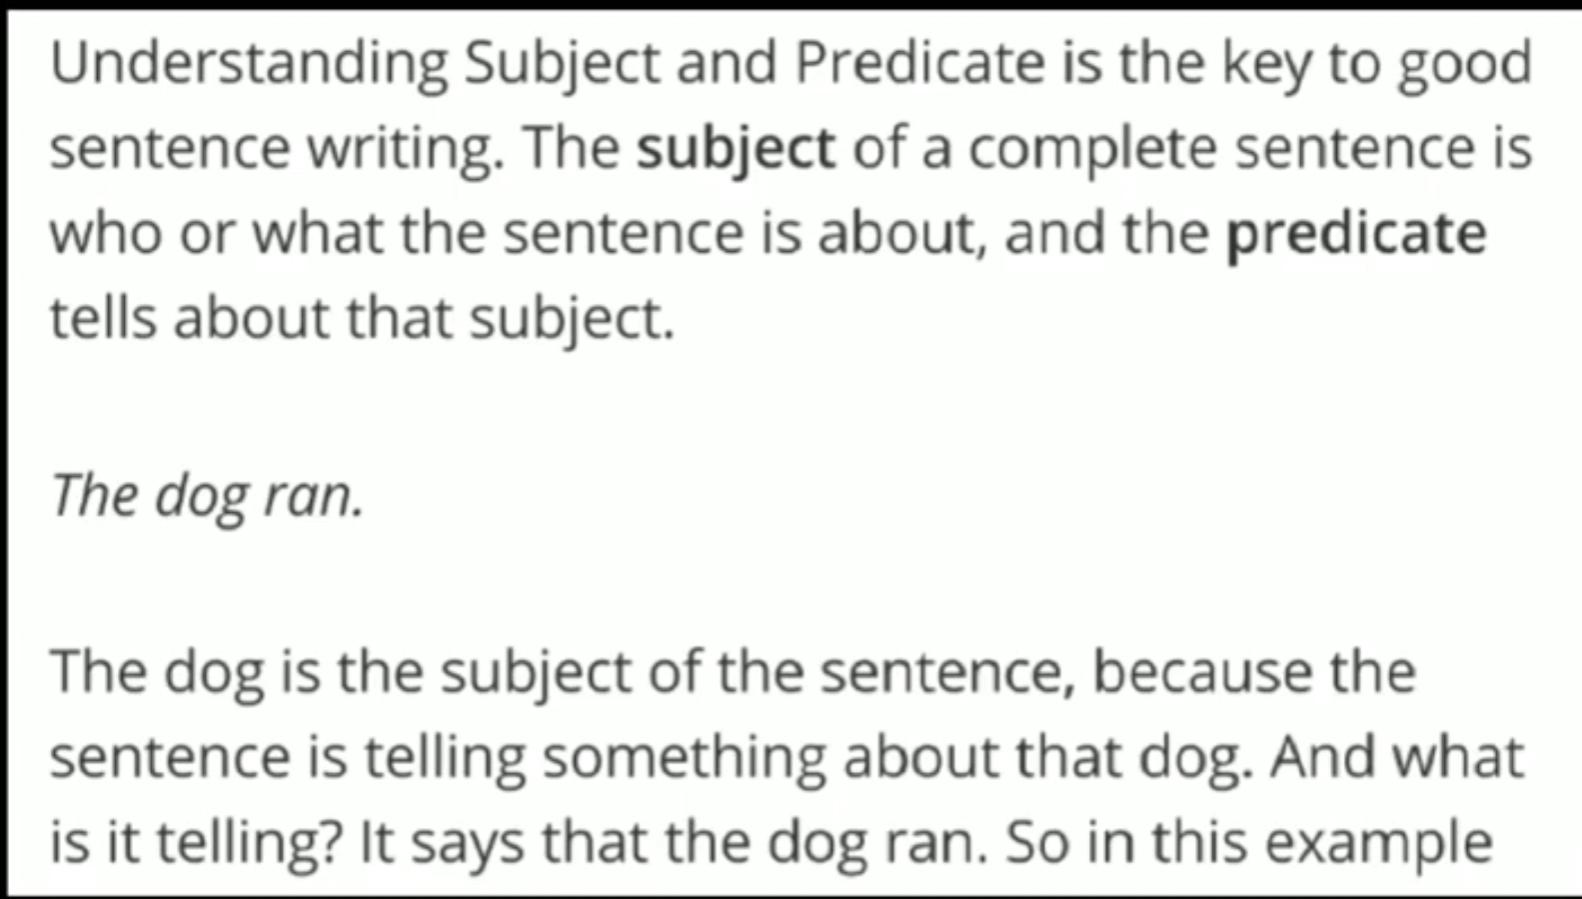 Understanding Subject and Predicate is the key to good
sentence writing. The subject of a complete sentence is
who or what the sentence is about, and the predicate
tells about that subject.
The dog ran.
The dog is the subject of the sentence, because the
sentence is telling something about that dog. And what
is it telling? It says that the dog ran. So in this example